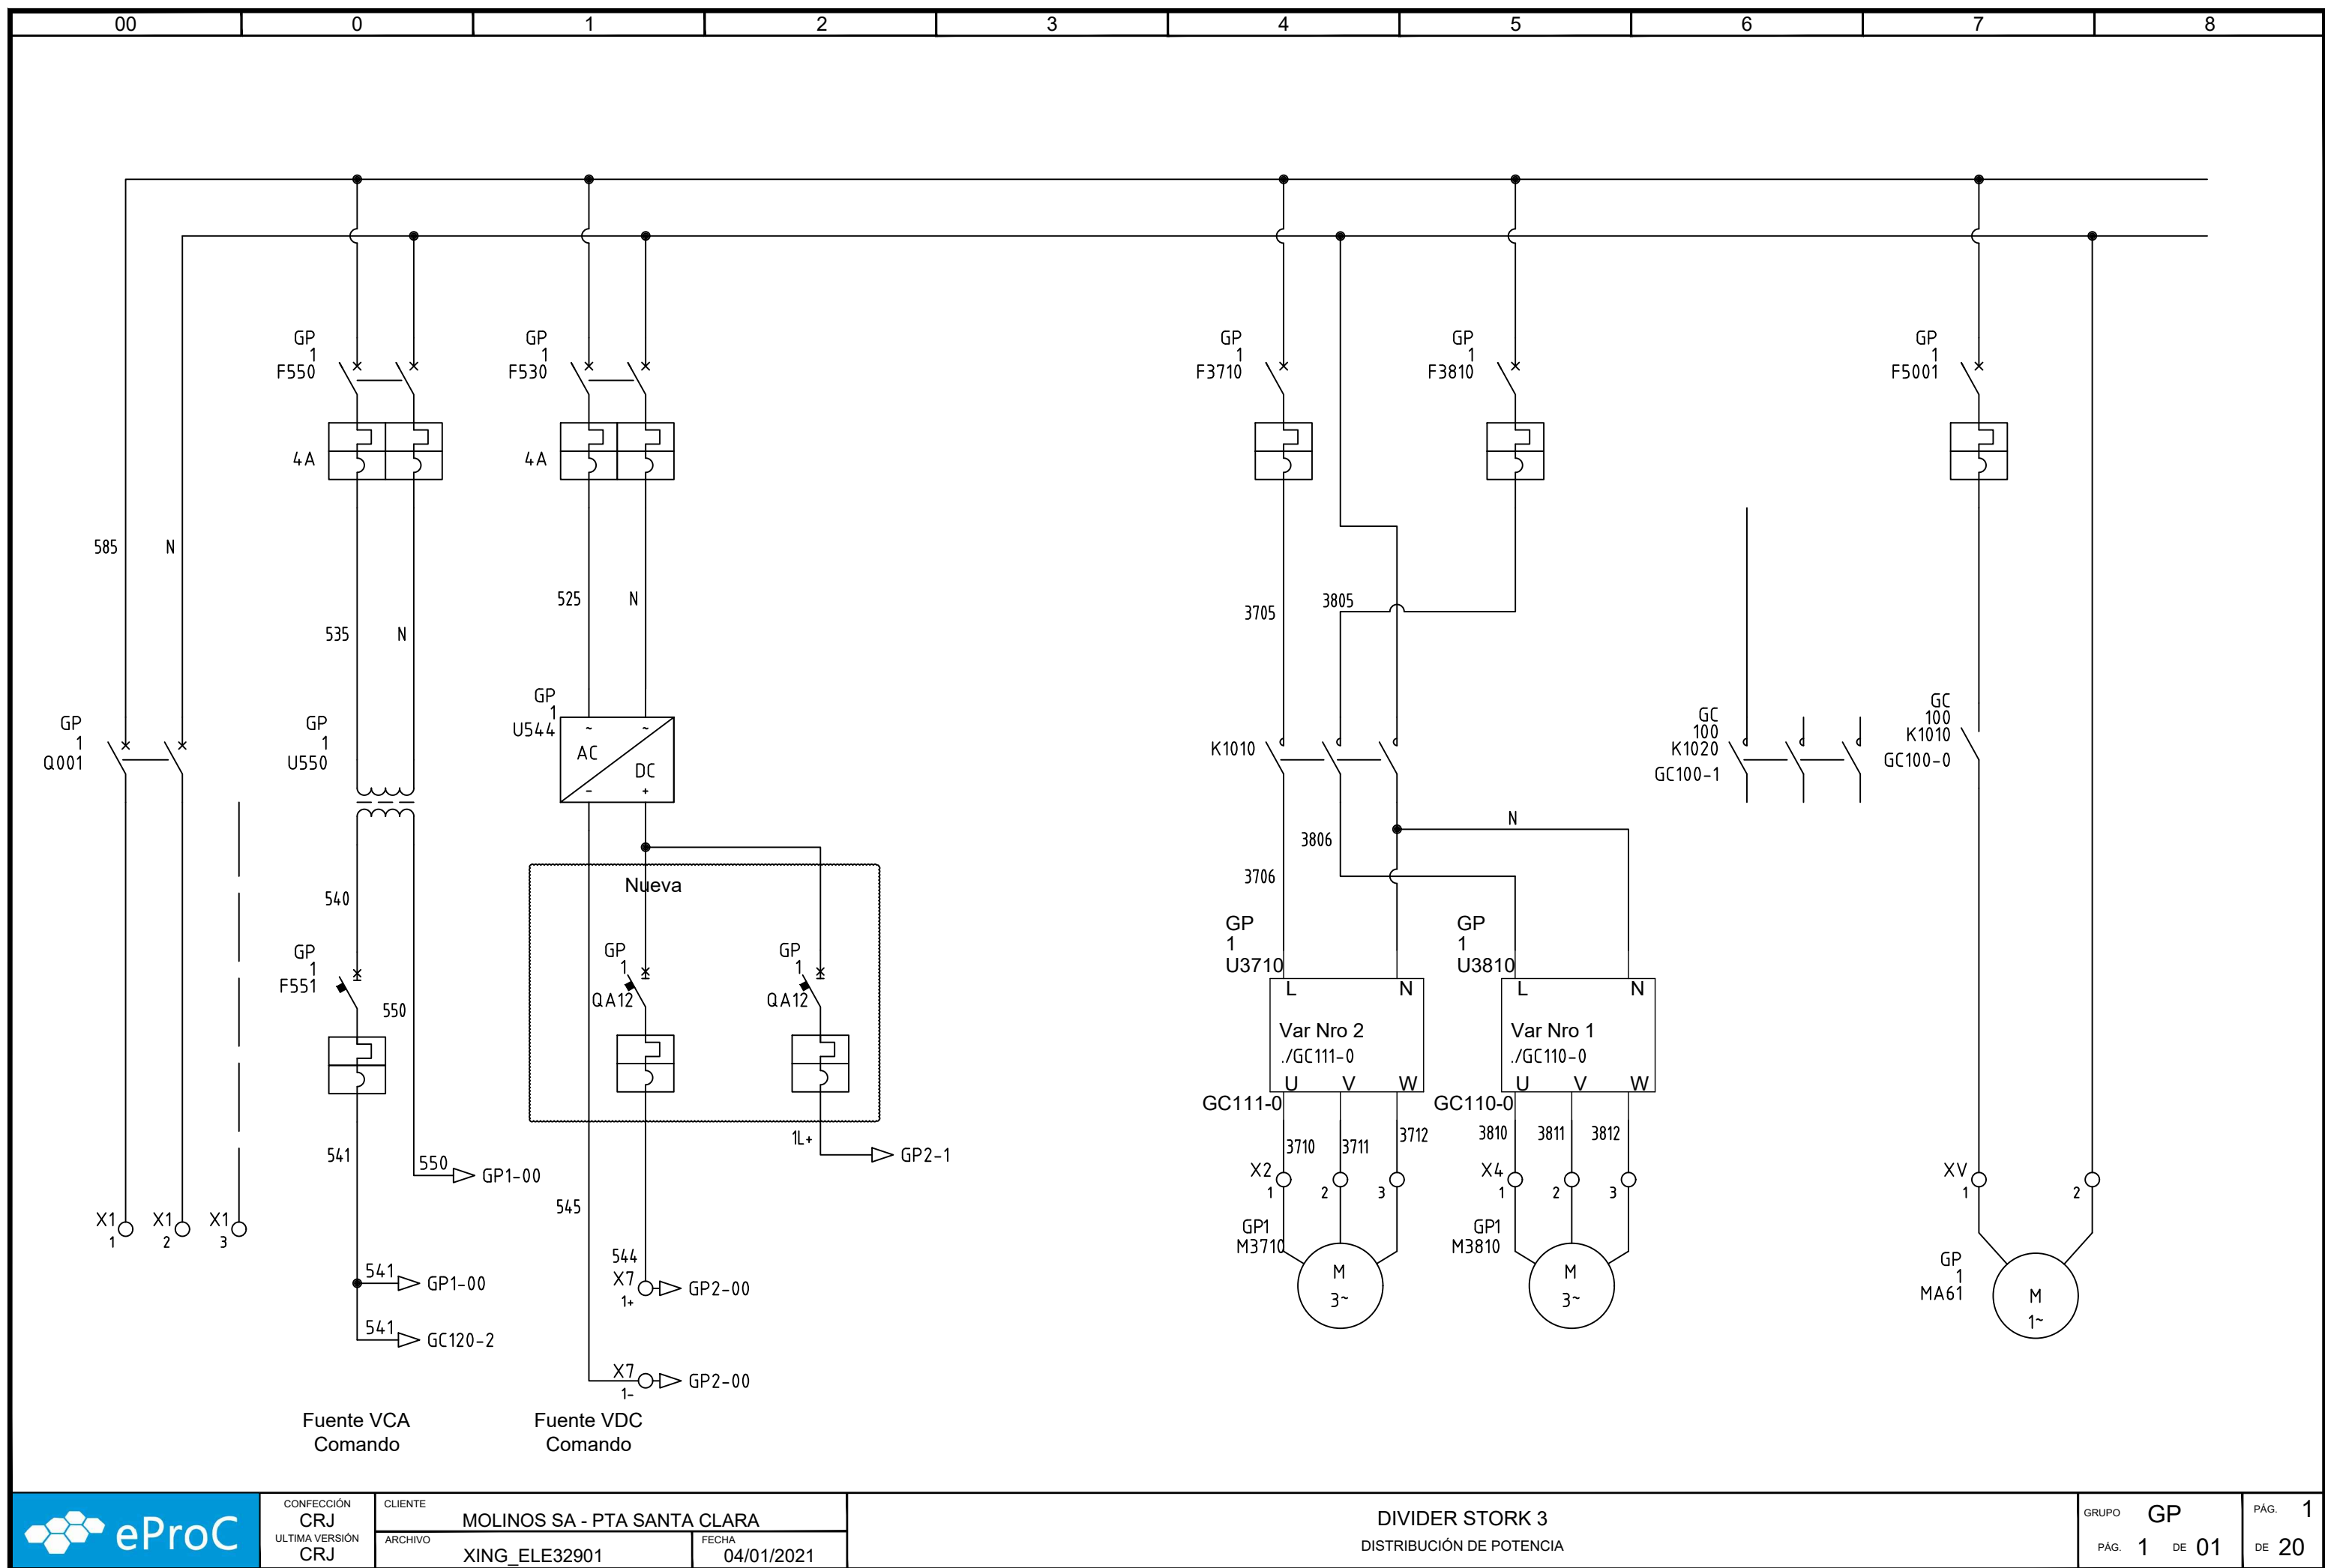 00 0 1 2 3 4 5 6 7 8
GP GP GP GP GP
1 1 1 1 1
F550 F530 F3710 F3810 F5001
4A 4A
585 N
525 N
3705 3805
535 N
GP GP GP GC GC
1 1 1 100 100
Q001 U550 U544 K1010 K1020 K1010
GC100-1 GC100-0
~ ~
AC
DC
- +
N
3806
3706
Nueva
540
GP GP
1 1
U3710 U3810
GP GP GP
1 1 1
F551 QA12 QA12
550
L N L N
Var Nro 2 Var Nro 1
./GC111-0 ./GC110-0
U V W U V W
GC111-0 GC110-0
3710 3711 3712 3810 3811 3812
1L+
GP2-1
541
550 GP1-00
X2 X4 XV
1 2 3 1 2 3 1 2
545
X1 X1 X1
1 2 3
GP1 GP1
M3710 M3810
544
541 GP1-00
X7 GP2-00
1+
M M
3~ 3~
GP
1
MA61
M
1~
541 GC120-2
X7 GP2-00
1-
Fuente VCA
Comando
Fuente VDC
Comando
eProC
CONFECCIÓN
CRJ
ULTIMA VERSIÓN
CRJ
CLIENTE
MOLINOS SA - PTA SANTA CLARA
ARCHIVO
XING_ELE32901
FECHA
04/01/2021
DIVIDER STORK 3
DISTRIBUCIÓN DE POTENCIA
GRUPO GP
PÁG. 1 DE 01
PÁG. 1
DE 20